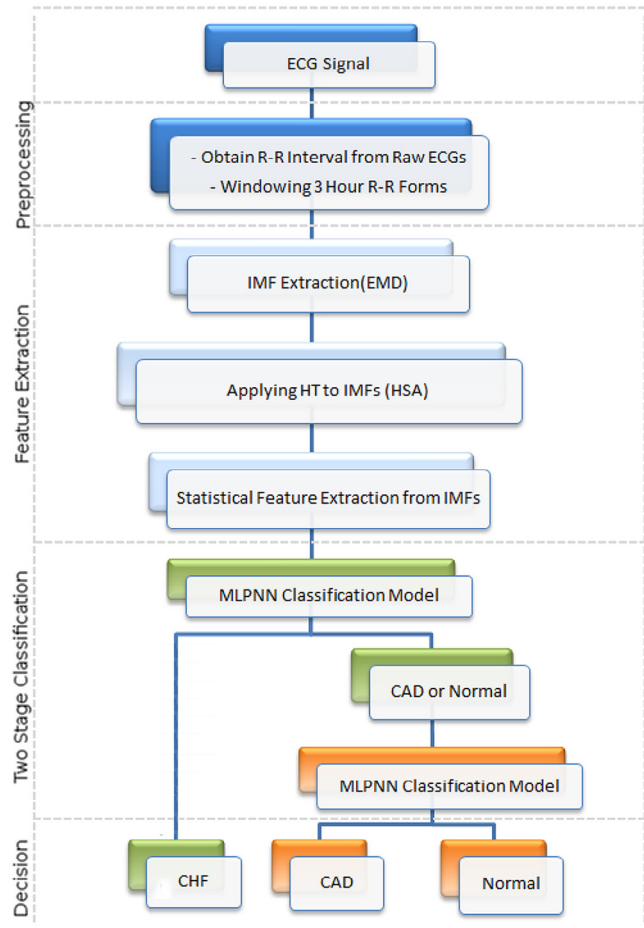 ECG Signal
Preprocessing
- Obtain R-R Interval from Raw ECGs
- Windowing 3 Hour R-R Forms
Feature Extraction
IMF Extraction(EMD)
Applying HT to IMFs (HSA)
Statistical Feature Extraction from IMFs
Two Stage Classification
MLPNN Classification Model
CAD or Normal
MLPNN Classification Model
Decision
CHF
CAD
Normal